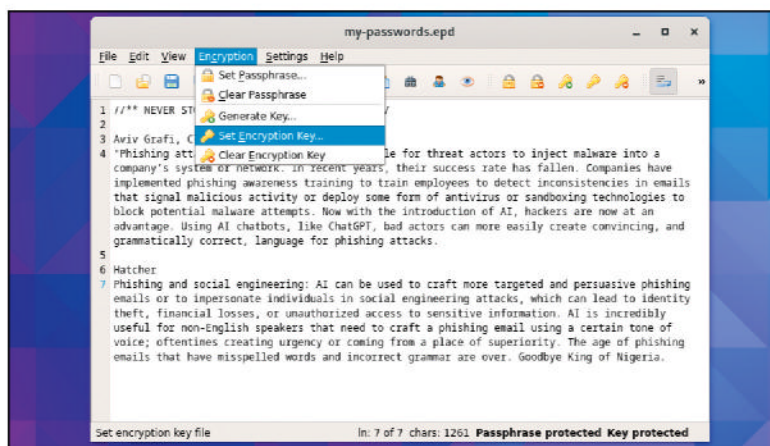 my-passwords.epd
File Edit View Encryption Settings Help
Set Passphrase...
Clear Passphrase
Generate Key...
Set Encryption Key...
Clear Encryption Key
1 //** NEVER
2
3 Aviv Grafi,
4 "Phishing le for threat actors to inject malware into a
company's system or network. In recent years, their success rate has fallen. Companies have
implemented phishing awareness training to train employees to detect inconsistencies in emails
that signal malicious activity or deploy some form of antivirus or sandboxing technologies to
block potential malware attempts. Now with the introduction of AI, hackers are now at an
advantage. Using AI chatbots, like ChatGPT, bad actors can more easily create convincing, and
grammatically correct, language for phishing attacks.
5
6 Hatcher
7 Phishing and social engineering: AI can be used to craft more targeted and persuasive phishing
emails or to impersonate individuals in social engineering attacks, which can lead to identity
theft, financial losses, or unauthorized access to sensitive information. AI is incredibly
useful for non-English speakers that need to craft a phishing email using a certain tone of
voice; oftentimes creating urgency or coming from a place of superiority. The age of phishing
emails that have misspelled words and incorrect grammar are over. Goodbye King of Nigeria.
Set encryption key file ln: 7 of 7 chars: 1261 Passphrase protected Key protected